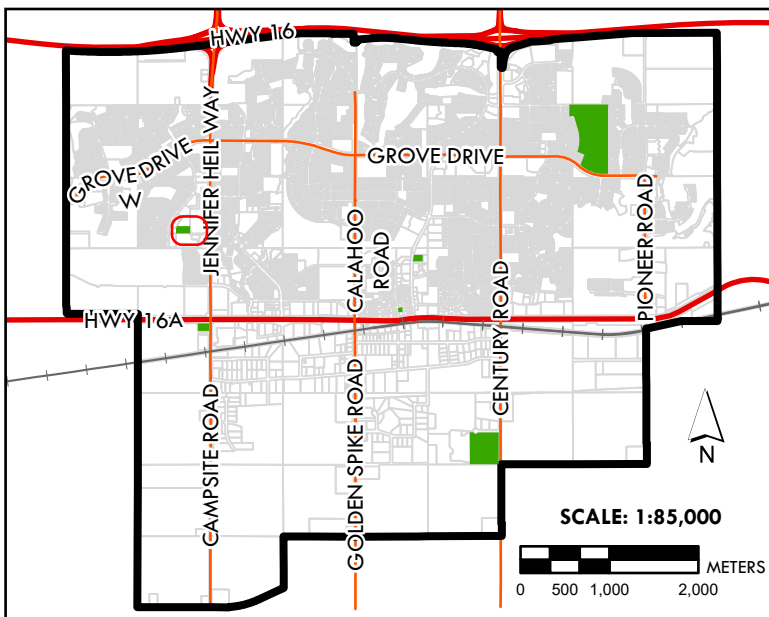 HWY 16
GROVE DRIVE
W
JENNIFER HEIL WAY
GROVE DRIVE
CALAHOO
ROAD
PIONEER ROAD
CENTURY ROAD
HWY 16A
CAMPSITE ROAD
GOLDEN SPIKE ROAD
N
SCALE: 1:85,000
METERS
0 500 1,000 2,000